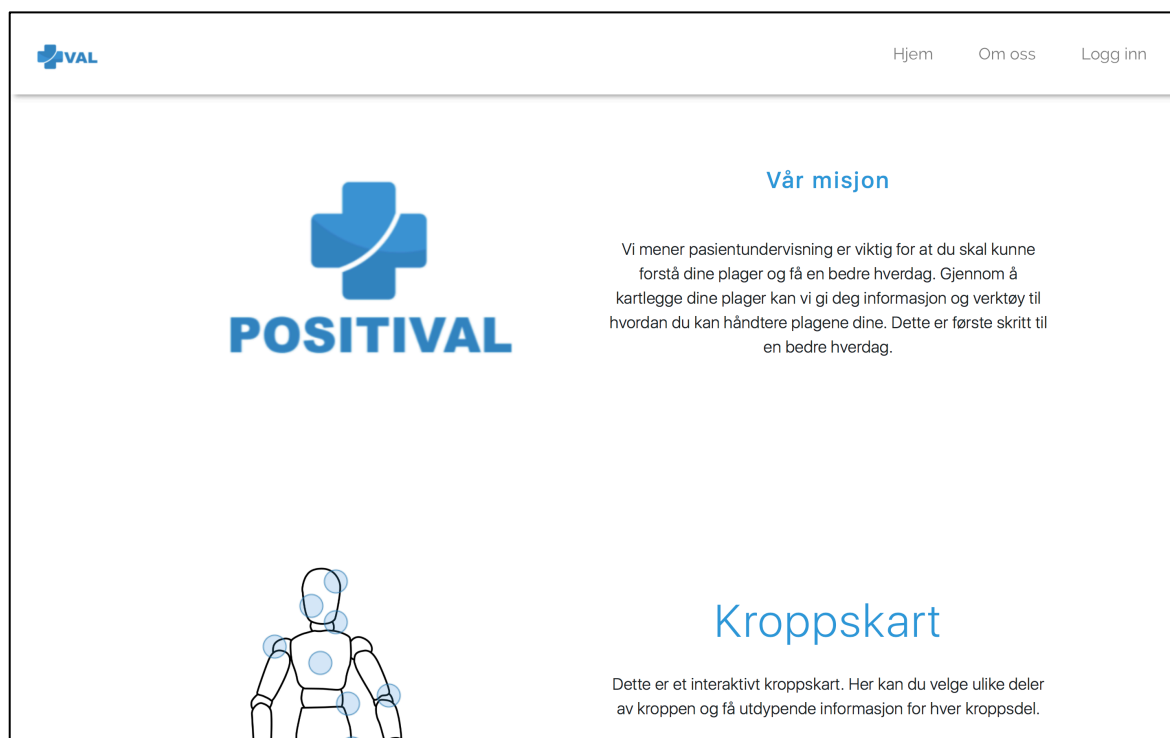 VAL
Hjem
Om oss
Logg inn
POSITIVAL
Vår misjon
Vi mener pasientundervisning er viktig for at du skal kunne
forstå dine plager og få en bedre hverdag. Gjennom å
kartlegge dine plager kan vi gi deg informasjon og verktøy til
hvordan du kan håndtere plagene dine. Dette er første skritt til
en bedre hverdag.
Kroppskart
Dette er et interaktivt kroppskart. Her kan du velge ulike deler
av kroppen og få utdypende informasjon for hver kroppsdel.